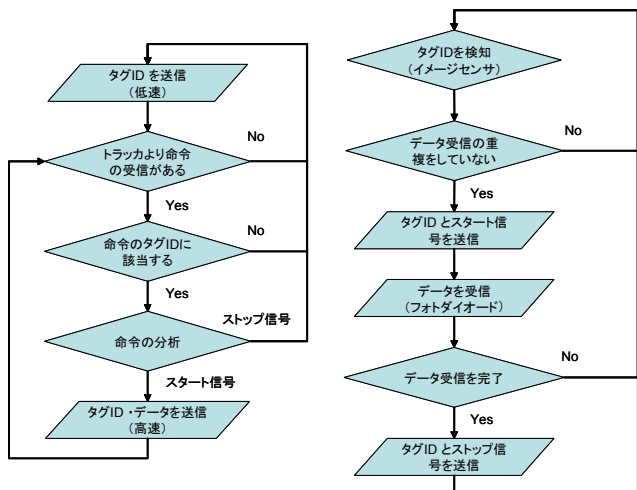 タグID を送信
（低速）
No
トラッカより命令
の受信がある
Yes
No
命令のタグIDに
該当する
Yes
ストップ信号
命令の分析
スタート信号
タグID ・データを送信
（高速）
タグIDを検知
（イメージセンサ）
No
データ受信の重
複をしていない
Yes
タグID とスタート信
号を送信
データを受信
（フォトダイオード）
No
データ受信を完了
Yes
タグID とストップ信
号を送信